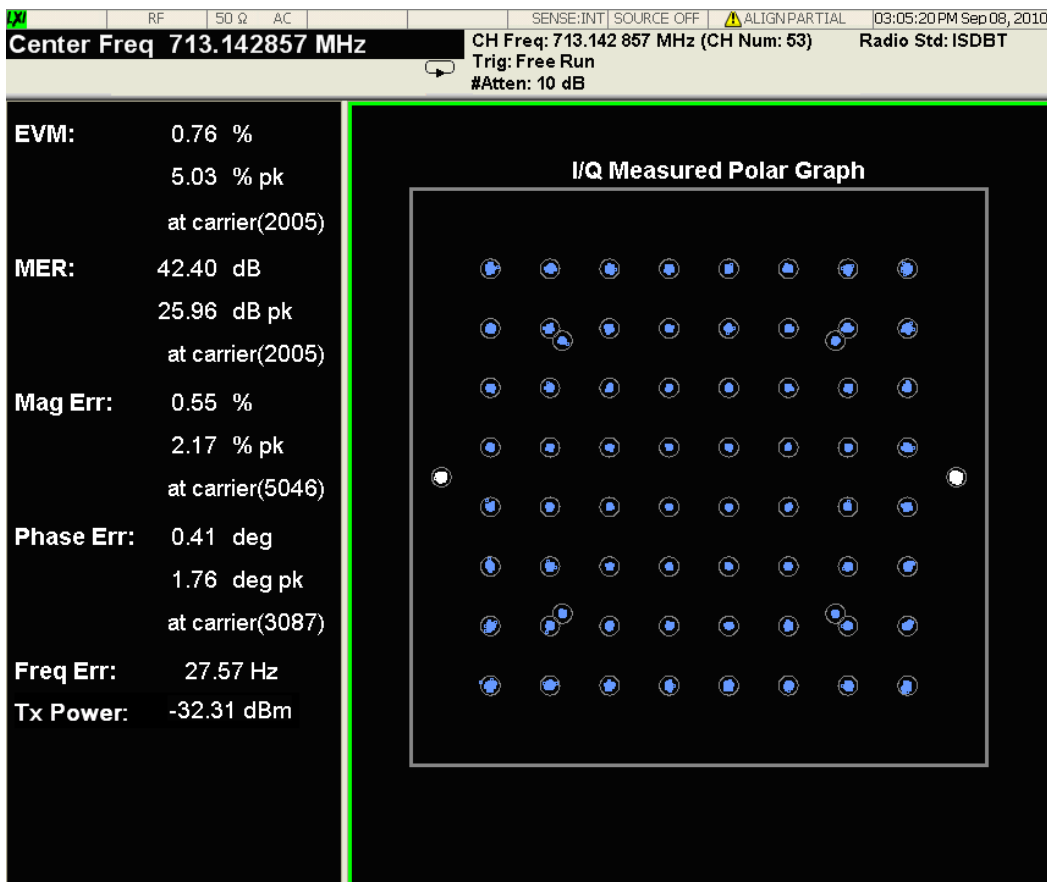 LXI RF 50 Ω AC SENSE:INT SOURCE OFF ALIGN PARTIAL 03:05:20 PM Sep 08, 2010
Center Freq 713.142857 MHz
CH Freq: 713.142 857 MHz (CH Num: 53) Radio Std: ISDBT
Trig: Free Run
#Atten: 10 dB
EVM: 0.76 %
5.03 % pk
at carrier(2005)
MER: 42.40 dB
25.96 dB pk
at carrier(2005)
Mag Err: 0.55 %
2.17 % pk
at carrier(5046)
Phase Err: 0.41 deg
1.76 deg pk
at carrier(3087)
Freq Err: 27.57 Hz
Tx Power: -32.31 dBm
I/Q Measured Polar Graph